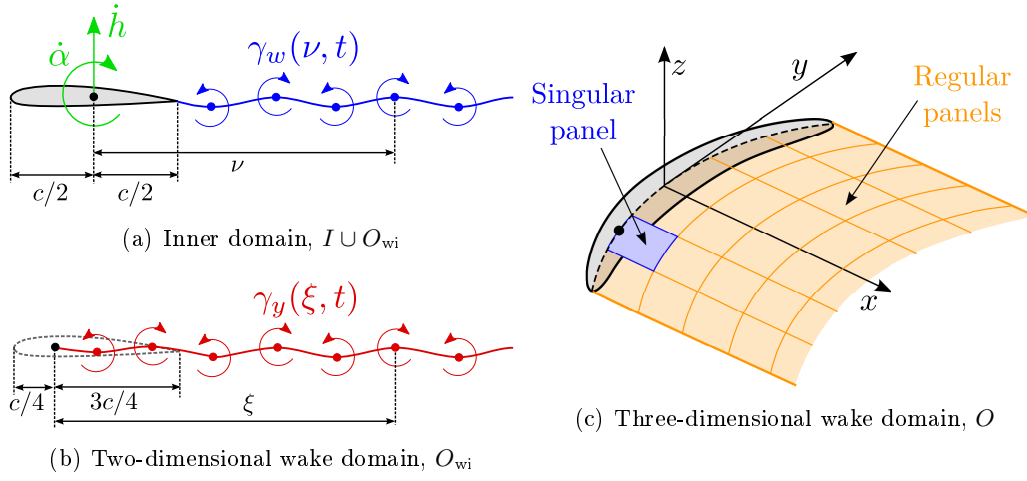 ḣ
α̇
γ_w(ν, t)
c/2
c/2
ν
(a) Inner domain, I ∪ O_wi
γ_y(ξ, t)
c/4
3c/4
ξ
(b) Two-dimensional wake domain, O_wi
z
y
x
Singular
panel
Regular
panels
(c) Three-dimensional wake domain, O